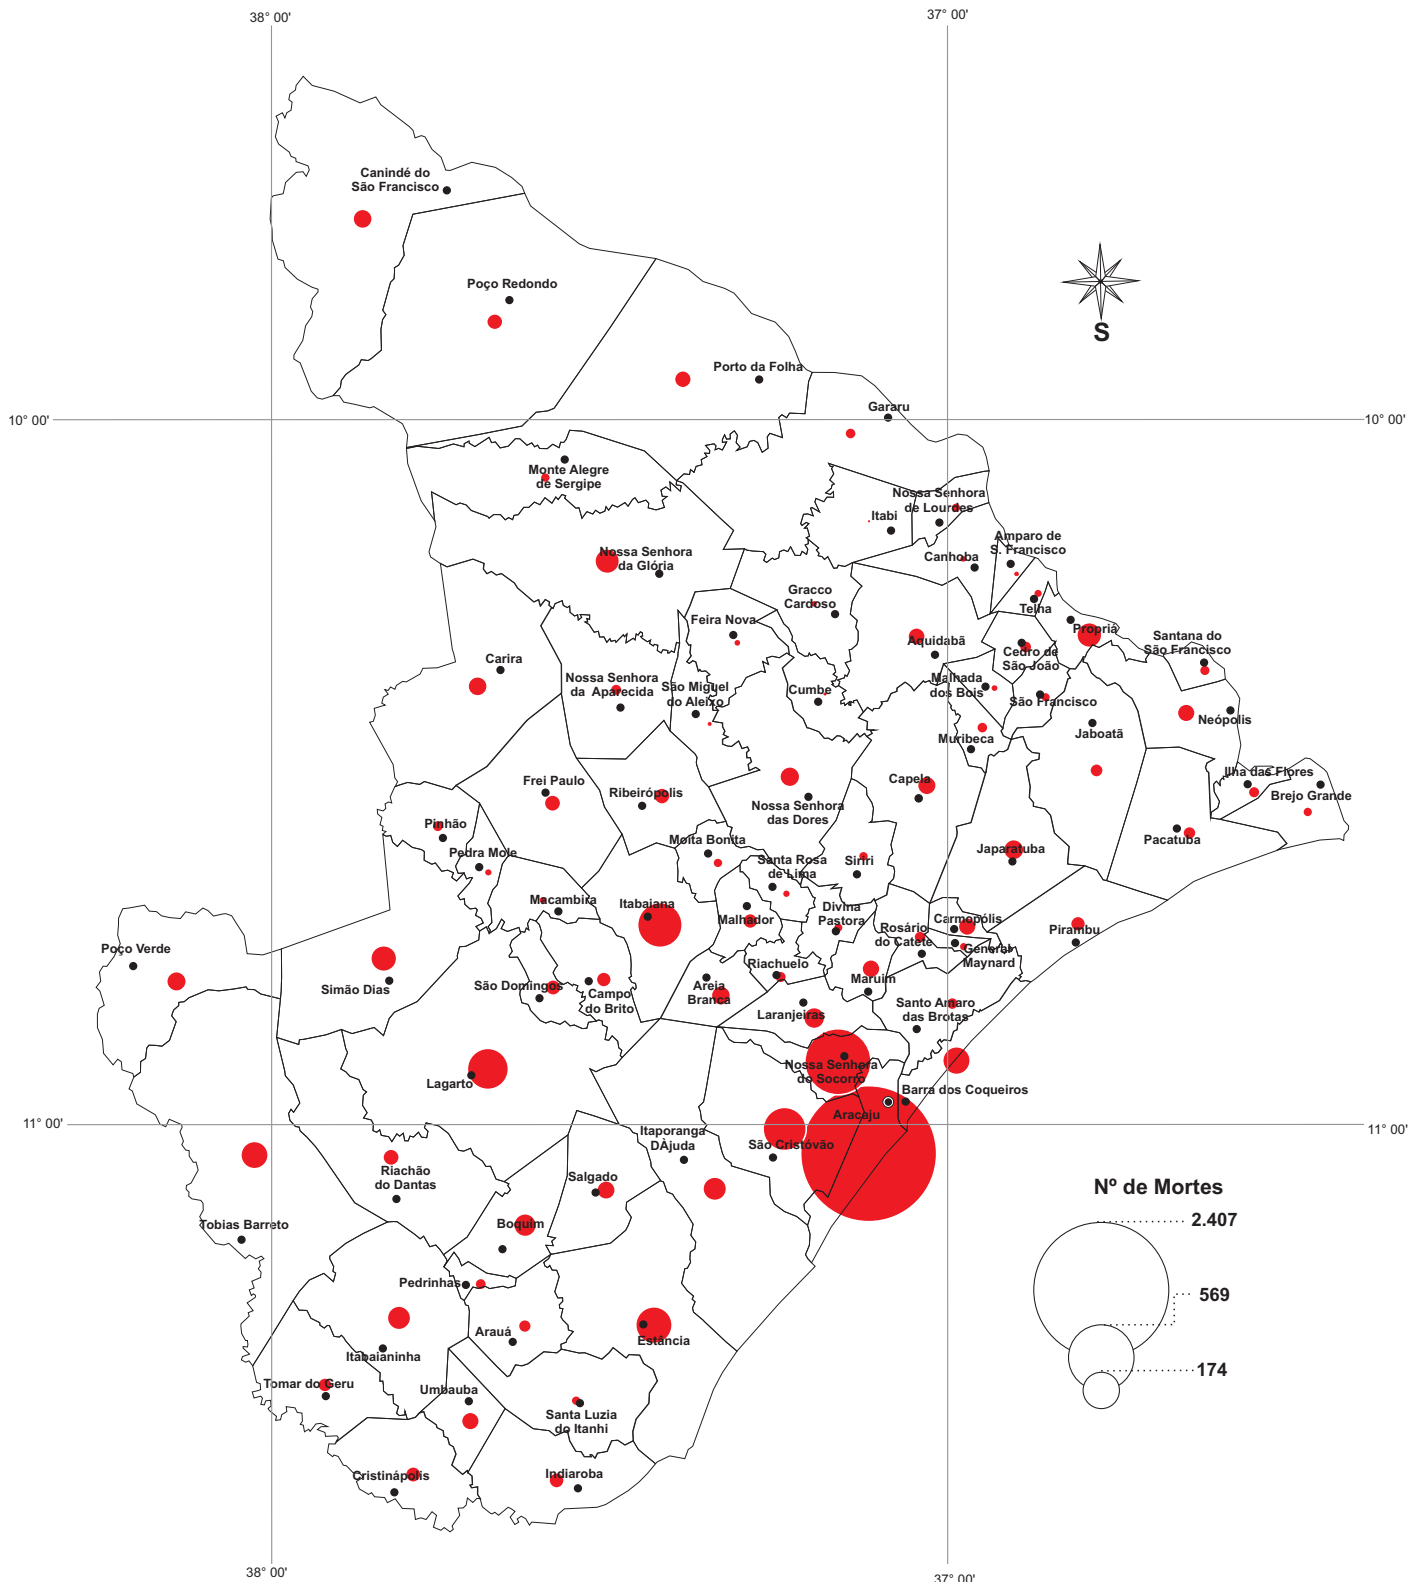 38° 00'
37° 00'
Canindé do
São Francisco
Poço Redondo
S
Porto da Folha
10° 00'
10° 00'
Gararu
Monte Alegre
de Sergipe
Nossa Senhora
de Lourdes
Itabi
Amparo de
S. Francisco
Nossa Senhora
da Glória
Canhoba
Gracco
Cardoso
Telha
Feira Nova
Propriá
Santana do
São Francisco
Aquidabã
Cedro de
São João
Carira
Nossa Senhora
da Aparecida
São Miguel
do Aleixo
Cumbe
Malhada
dos Bois
São Francisco
Neópolis
Jaboatã
Muribeca
Frei Paulo
Ribeirópolis
Capela
Ilha das Flores
Brejo Grande
Nossa Senhora
das Dores
Pinhão
Moita Bonita
Pacatuba
Pedra Mole
Santa Rosa
de Lima
Siriri
Japaratuba
Macambira
Itabaiana
Malhador
Divina
Pastora
Carmopólis
Rosário
do Catete
Pirambu
General
Maynard
Poço Verde
Simão Dias
São Domingos
Campo
do Brito
Areia
Branca
Riachuelo
Maruim
Santo Amaro
das Brotas
Laranjeiras
Lagarto
Nossa Senhora
do Socorro
Barra dos Coqueiros
Aracaju
11° 00'
11° 00'
Itaporanga
DÀjuda
São Cristóvão
Riachão
do Dantas
Salgado
Nº de Mortes
2.407
Tobias Barreto
Boquim
Pedrinhas
569
Arauá
Estância
Itabaianinha
174
Tomar do Geru
Umbauba
Santa Luzia
do Itanhi
Cristinápolis
Indiaroba
38° 00'
37° 00'